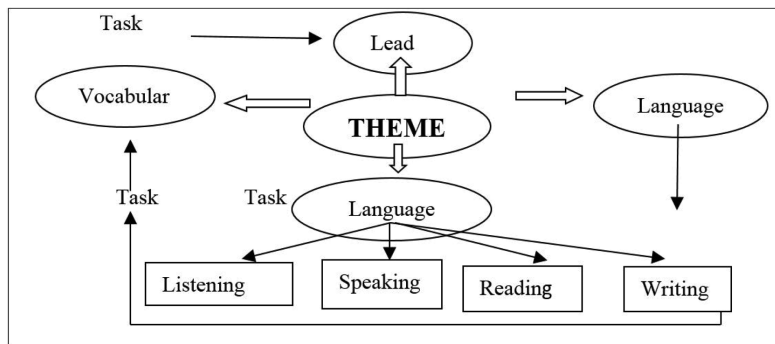 Task
Lead
Vocabular
Language
THEME
Task
Task
Language
Listening
Speaking
Reading
Writing